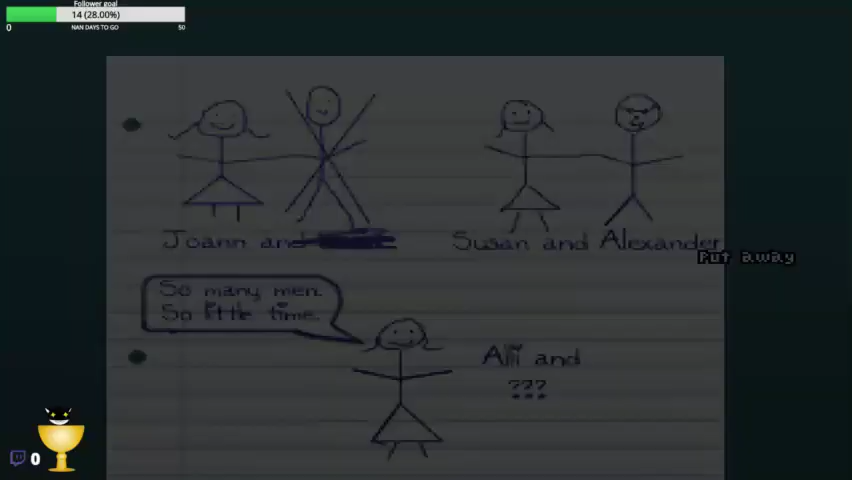 Follower goal
14 (28.00%)
0 NAN DAYS TO GO 50
Joann and
Susan and Alexander
Put away
So many men.
So little time.
Alli and
???
0